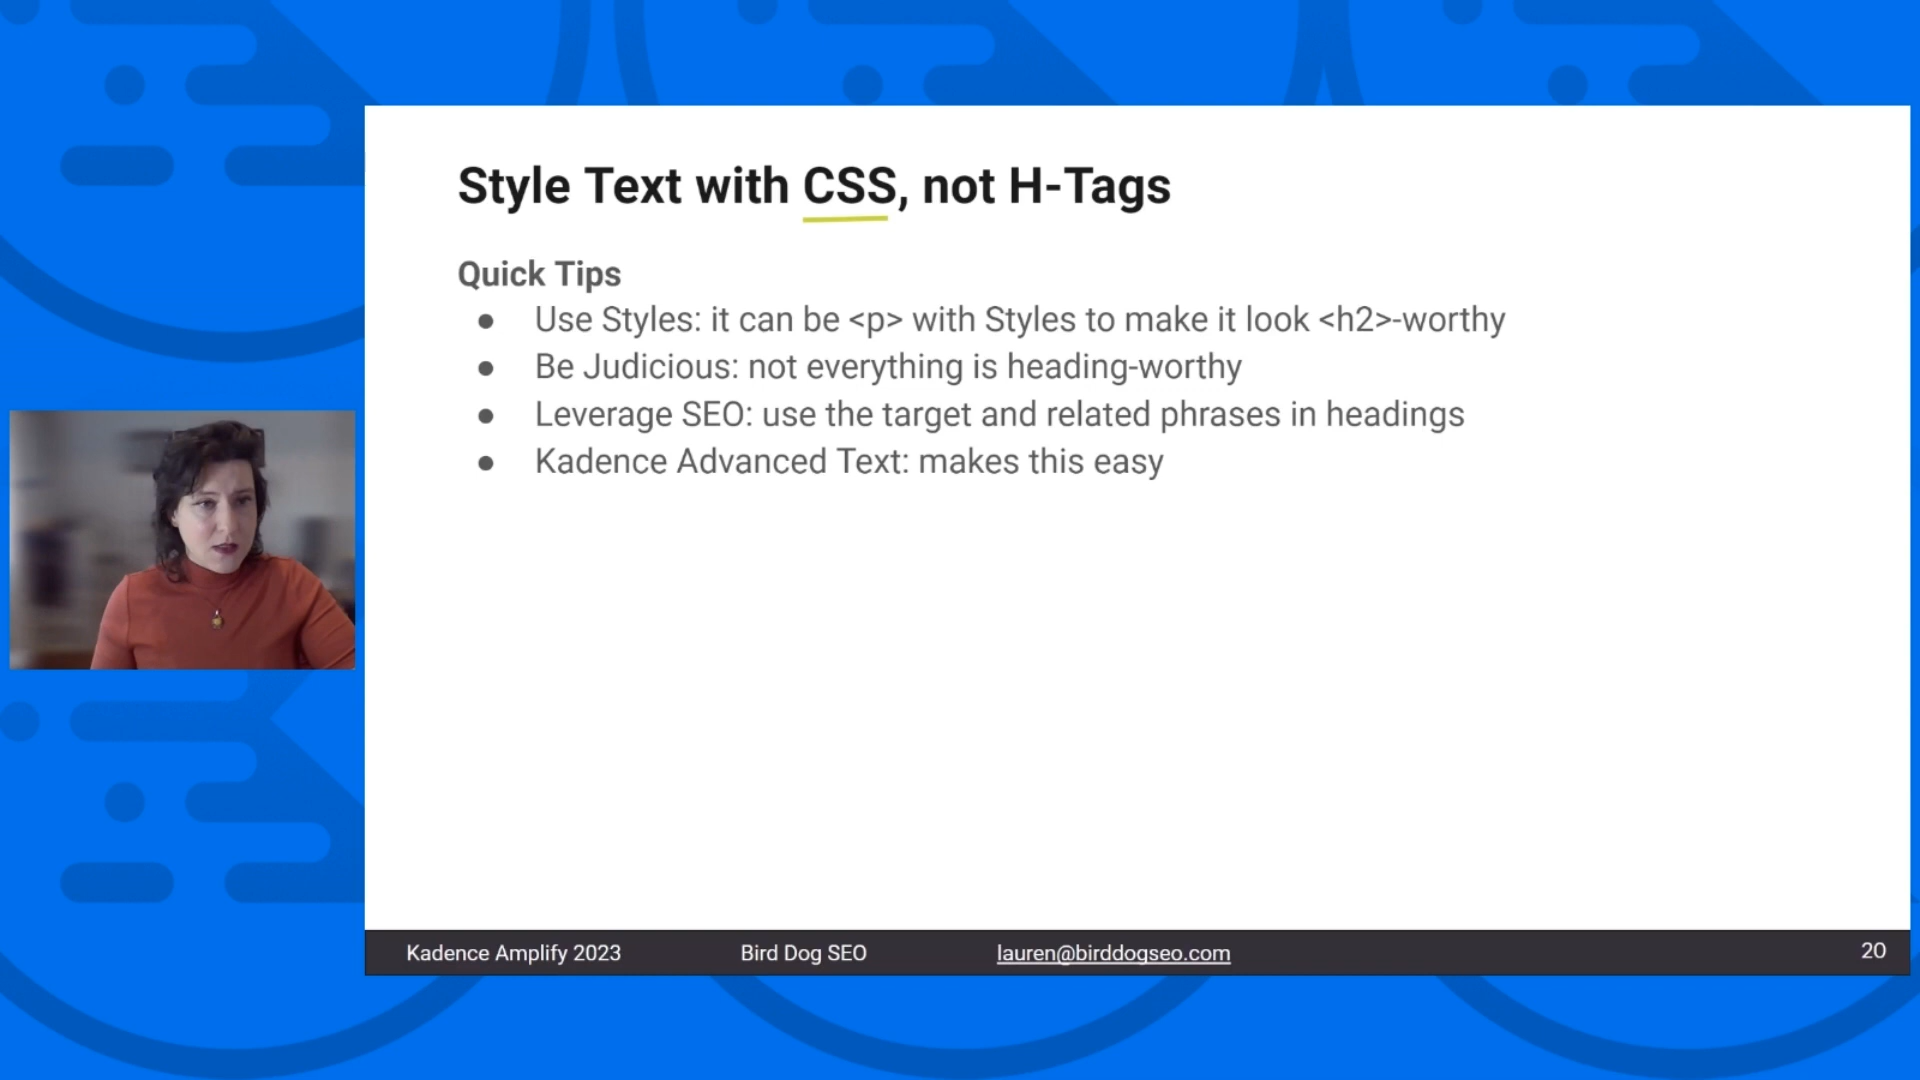 Style Text with CSS, not H-Tags
Quick Tips
● Use Styles: it can be <p> with Styles to make it look <h2>-worthy
● Be Judicious: not everything is heading-worthy
● Leverage SEO: use the target and related phrases in headings
● Kadence Advanced Text: makes this easy
Kadence Amplify 2023 Bird Dog SEO lauren@birddogseo.com 20